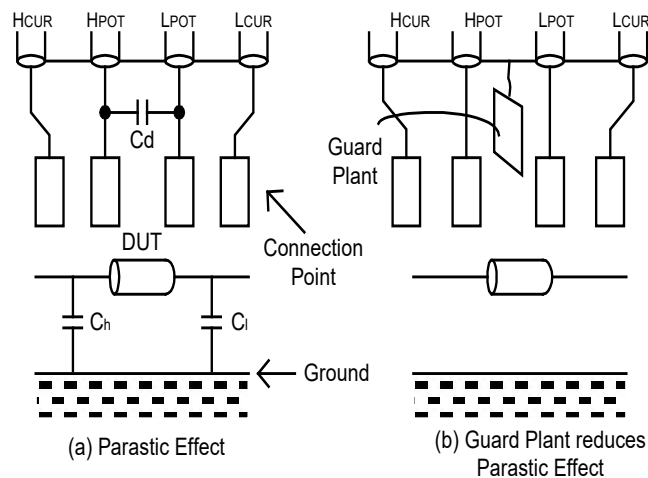 HCUR HPOT LPOT LCUR
HCUR HPOT LPOT LCUR
Cd
Guard
Plant
DUT
Connection
Point
Ch
Cl
Ground
(a) Parastic Effect
(b) Guard Plant reduces
Parastic Effect